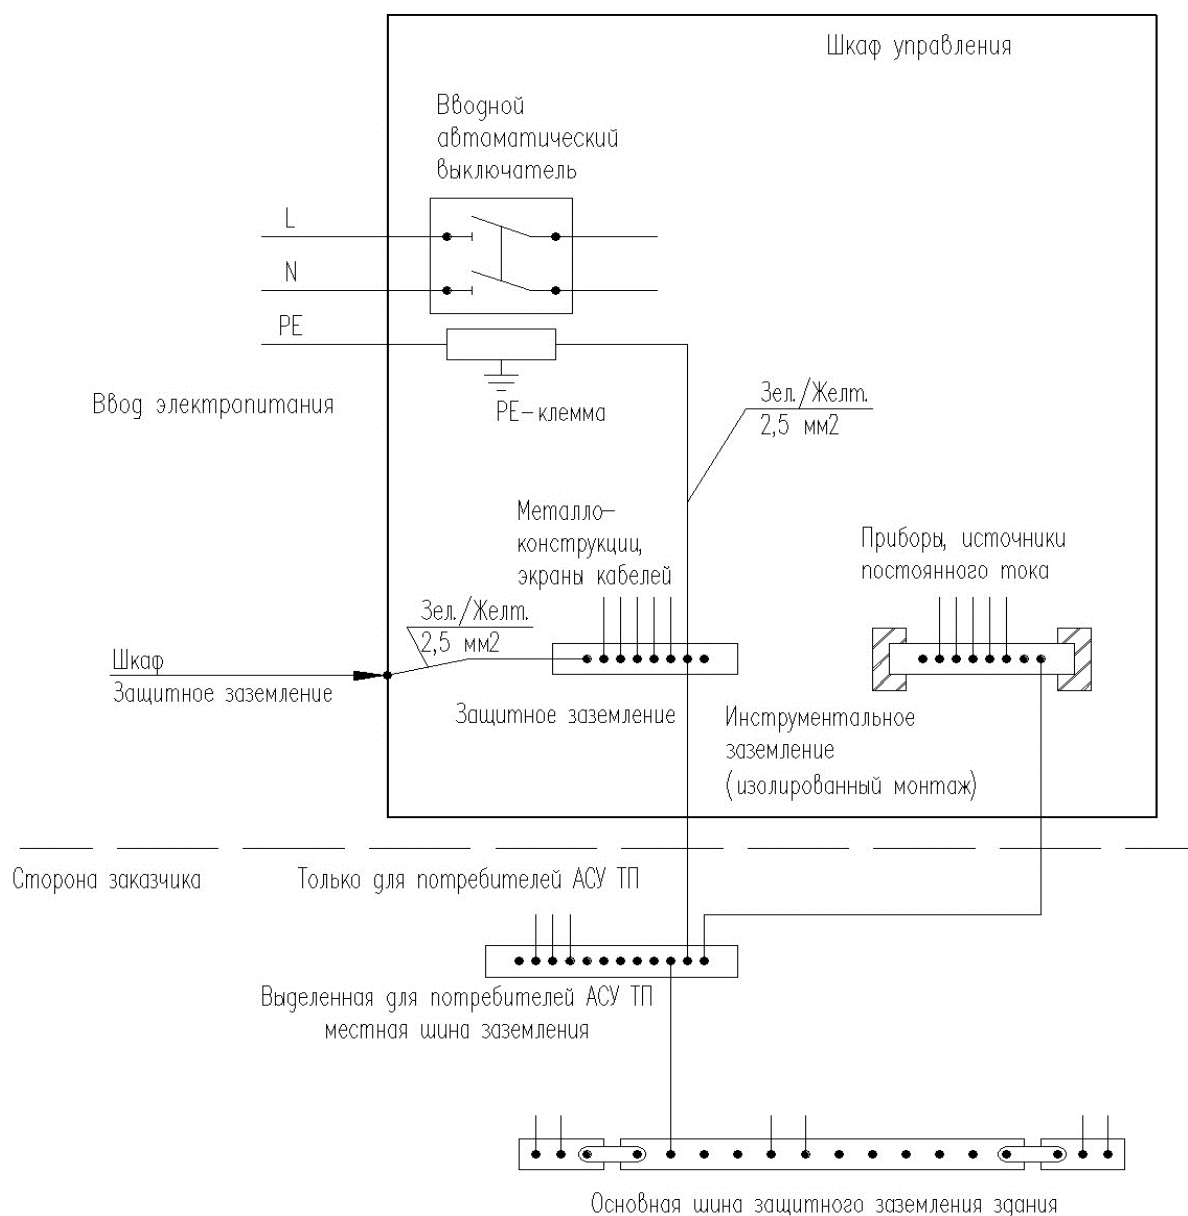 Шкаф управления
Вводной
автоматический
выключатель
L
N
PE
Ввод электропитания
PE-клемма
Зел./Желт.
2,5 мм2
Металло-
конструкции,
экраны кабелей
Приборы, источники
постоянного тока
Зел./Желт.
2,5 мм2
Шкаф
Защитное заземление
Защитное заземление
Инструментальное
заземление
(изолированный монтаж)
Сторона заказчика
Только для потребителей АСУ ТП
Выделенная для потребителей АСУ ТП
местная шина заземления
Основная шина защитного заземления здания